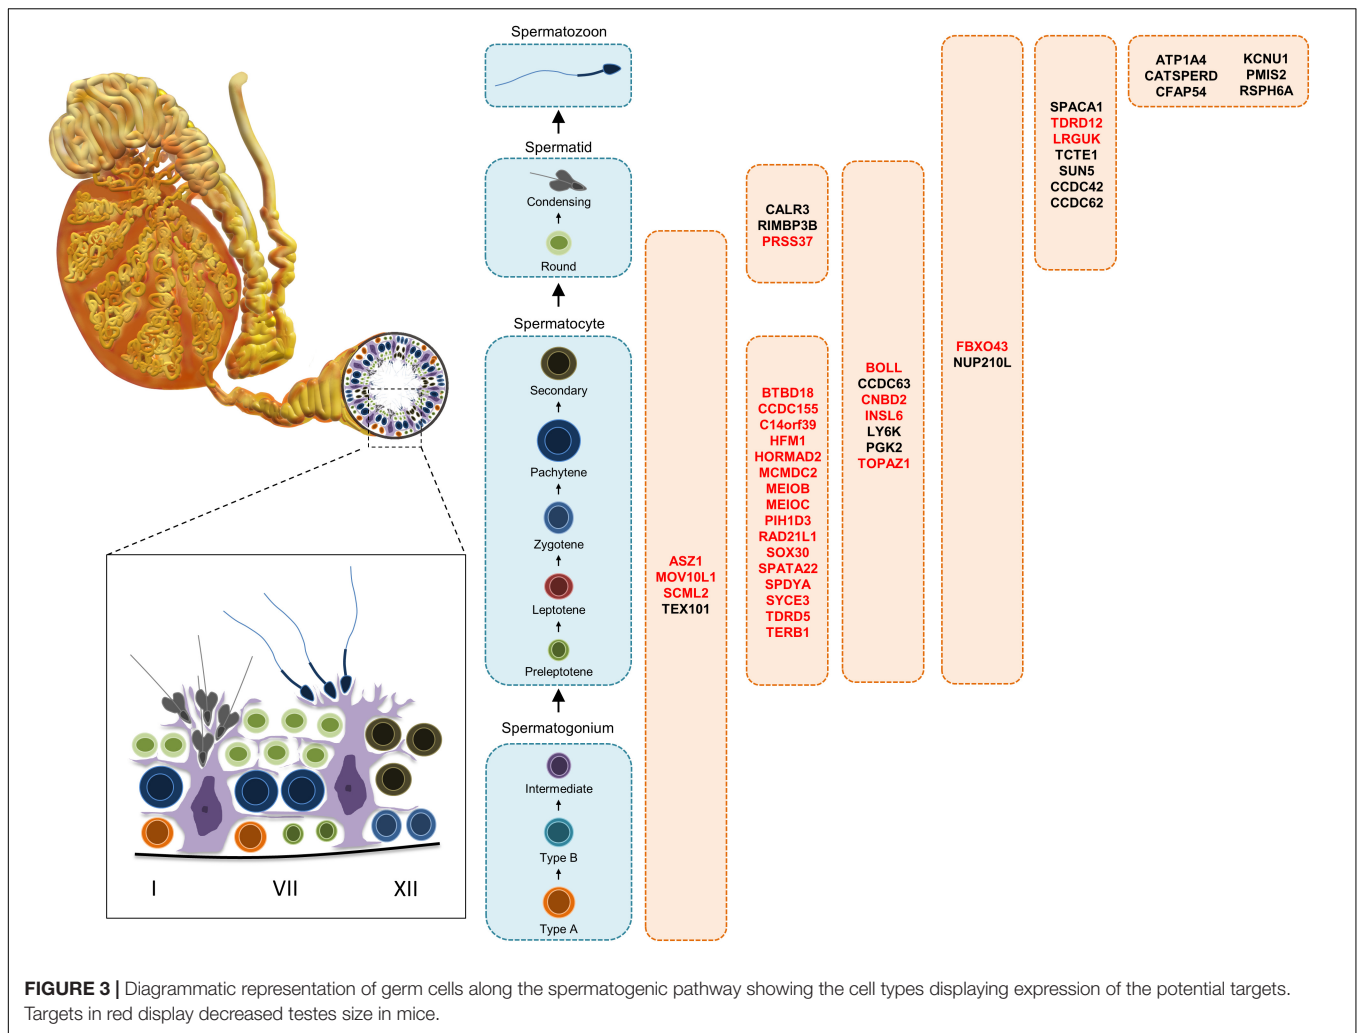 Spermatozoon
Spermatid
Condensing
Round
Spermatocyte
Secondary
Pachytene
Zygotene
Leptotene
Preleptotene
Spermatogonium
Intermediate
Type B
Type A
I VII XII
ASZ1
MOV10L1
SCML2
TEX101
CALR3
RIMBP3B
PRSS37
BTBD18
CCDC155
C14orf39
HFM1
HORMAD2
MCMDC2
MEIOB
MEIOC
PIH1D3
RAD21L1
SOX30
SPATA22
SPDYA
SYCE3
TDRD5
TERB1
BOLL
CCDC63
CNBD2
INSL6
LY6K
PGK2
TOPAZ1
FBXO43
NUP210L
SPACA1
TDRD12
LRGUK
TCTE1
SUN5
CCDC42
CCDC62
ATP1A4 KCNU1
CATSPERD PMIS2
CFAP54 RSPH6A
FIGURE 3 | Diagrammatic representation of germ cells along the spermatogenic pathway showing the cell types displaying expression of the potential targets.
Targets in red display decreased testes size in mice.